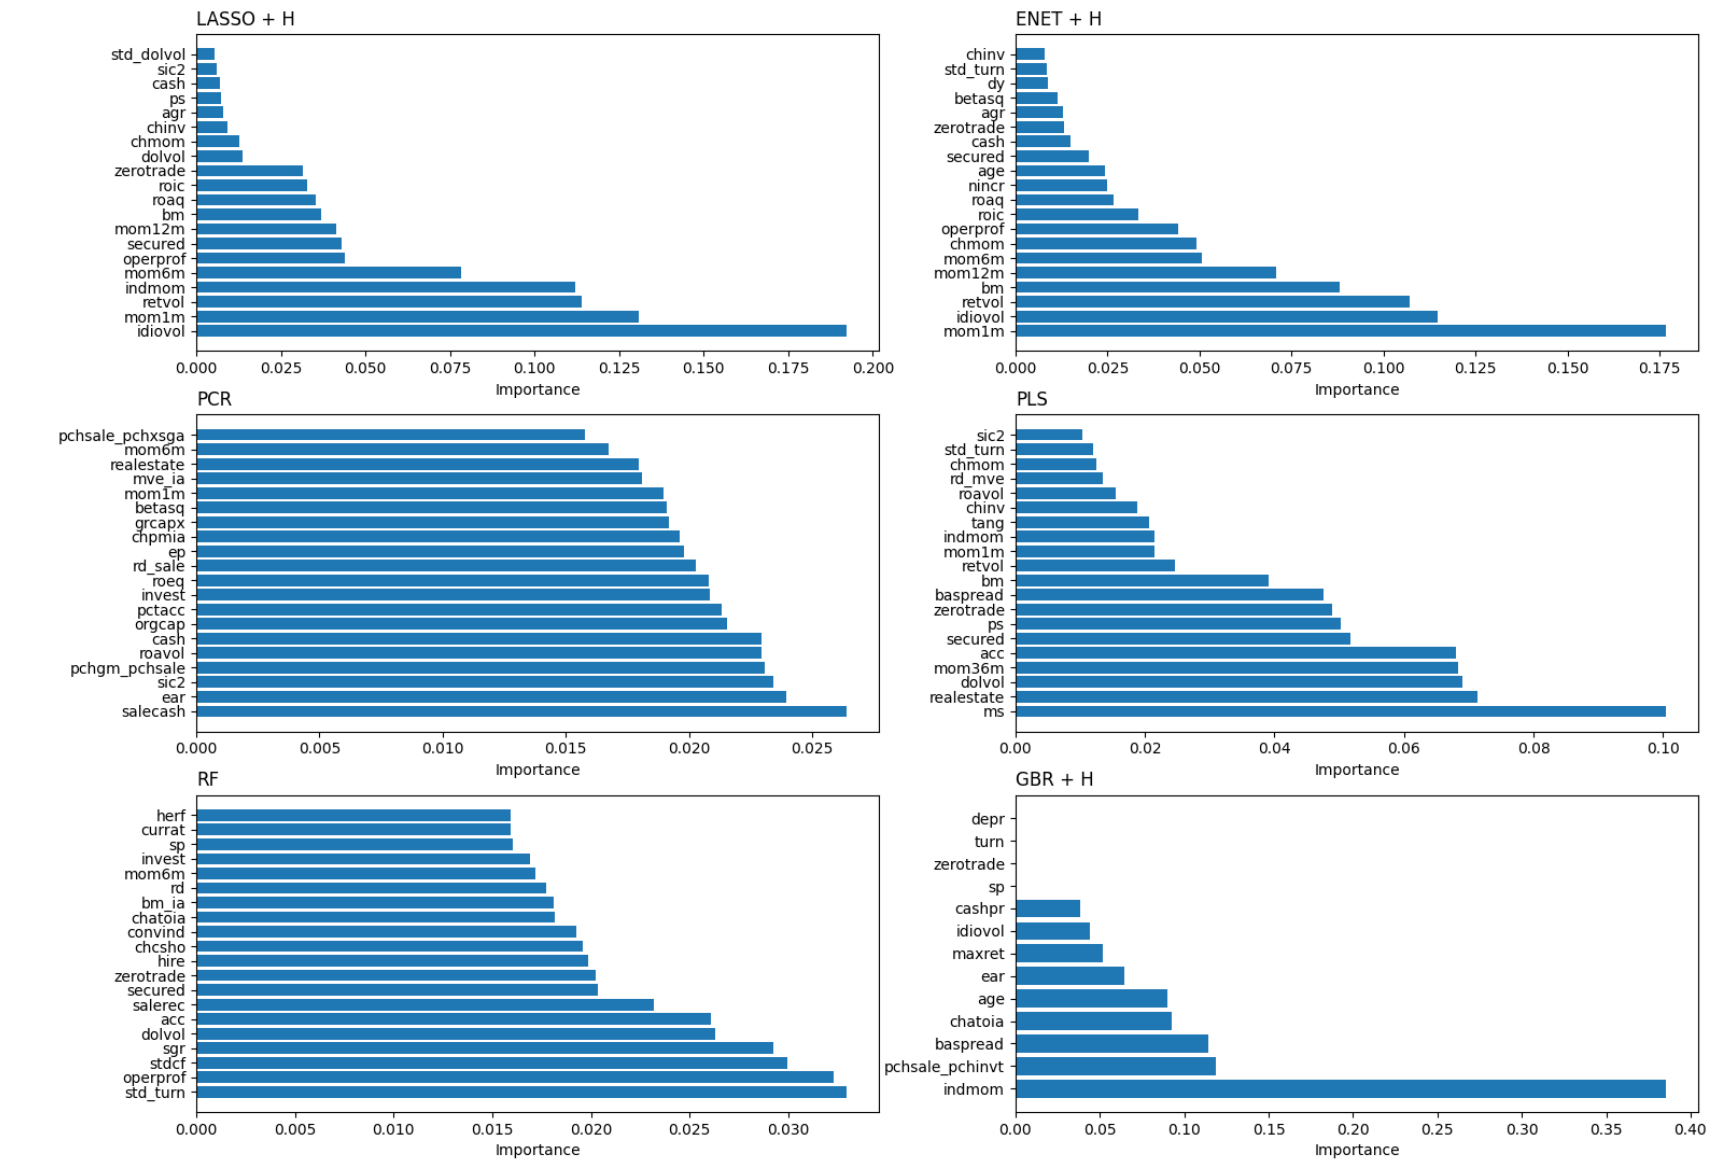 LASSO + H
std_dolvol
sic2
cash
ps
agr
chinv
chmom
dolvol
zerotrade
roic
roaq
bm
mom12m
secured
operprof
mom6m
indmom
retvol
mom1m
idiovol
0.000 0.025 0.050 0.075 0.100 0.125 0.150 0.175 0.200
Importance
ENET + H
chinv
std_turn
dy
betasq
agr
zerotrade
cash
secured
age
nincr
roaq
roic
operprof
chmom
mom6m
mom12m
bm
retvol
idiovol
mom1m
0.000 0.025 0.050 0.075 0.100 0.125 0.150 0.175
Importance
PCR
pchsale_pchxsga
mom6m
realestate
mve_ia
mom1m
betasq
grcapx
chpmia
ep
rd_sale
roeq
invest
pctacc
orgcap
cash
roavol
pchgm_pchsale
sic2
ear
salecash
0.000 0.005 0.010 0.015 0.020 0.025
Importance
PLS
sic2
std_turn
chmom
rd_mve
roavol
chinv
tang
indmom
mom1m
retvol
bm
baspread
zerotrade
ps
secured
acc
mom36m
dolvol
realestate
ms
0.00 0.02 0.04 0.06 0.08 0.10
Importance
RF
herf
currat
sp
invest
mom6m
rd
bm_ia
chatoia
convind
chcsho
hire
zerotrade
secured
salerec
acc
dolvol
sgr
stdcf
operprof
std_turn
0.000 0.005 0.010 0.015 0.020 0.025 0.030
Importance
GBR + H
depr
turn
zerotrade
sp
cashpr
idiovol
maxret
ear
age
chatoia
baspread
pchsale_pchinvt
indmom
0.00 0.05 0.10 0.15 0.20 0.25 0.30 0.35 0.40
Importance